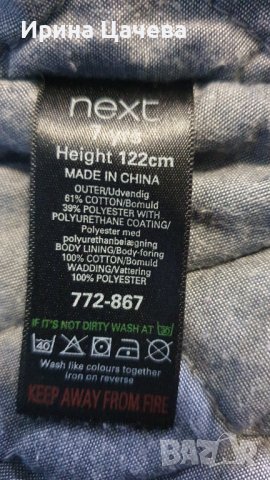 Ирина Цачева
next
7 yrs
Height 122cm
MADE IN CHINA
OUTER/Udvendig
61% COTTON/Bomuld
39% POLYESTER WITH
POLYURETHANE COATING/
Polyester med
polyurethanbelægning
BODY LINING/Body-foring
100% COTTON/Bomuld
WADDING/Vattering
100% POLYESTER
772-867
IF IT'S NOT DIRTY WASH AT 30
40
Wash like colours together
iron on reverse
KEEP AWAY FROM FIRE
BAZAR